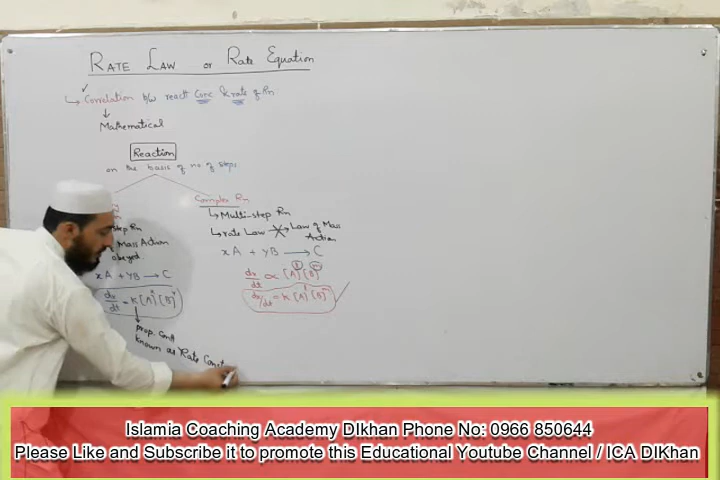 RATE LAW or Rate Equation
↳ Correlation b/w react Conc & rate of Rn.
↓
Mathematical
Reaction
on the basis of no of steps
Complex Rn
↳ Multi-step Rn
↳ rate Law ✕ Law of Mass Action
xA + yB ⟶ C
dx/dt ∝ [A]^l [B]^m
dx/dt = k [A]^l [B]^m ✓
step Rn
Mass Action
obeyed
xA + yB ⟶ C
dx/dt = k [A]^x [B]^y
↓
prop. Const
known as Rate Const
Islamia Coaching Academy DIkhan Phone No: 0966 850644
Please Like and Subscribe it to promote this Educational Youtube Channel / ICA DIKhan